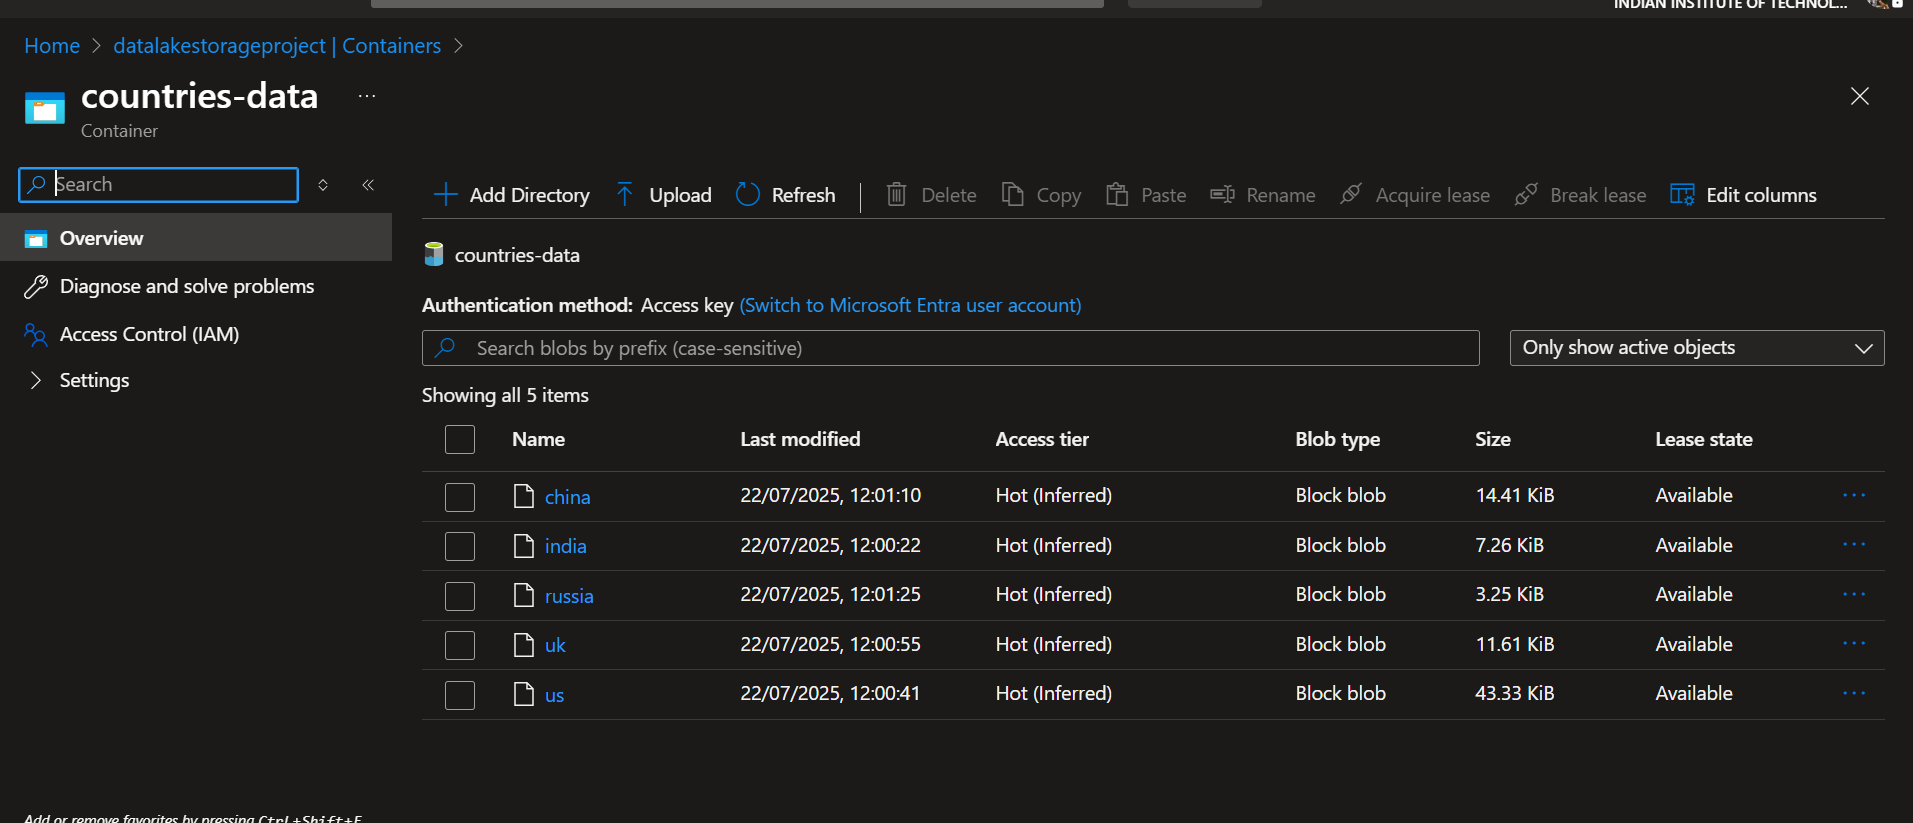 INDIAN INSTITUTE OF TECHNOL...
Home > datalakestorageproject | Containers >
countries-data ...
Container
Search
Add Directory Upload Refresh Delete Copy Paste Rename Acquire lease Break lease Edit columns
Overview
Diagnose and solve problems
Access Control (IAM)
Settings
countries-data
Authentication method: Access key (Switch to Microsoft Entra user account)
Search blobs by prefix (case-sensitive) Only show active objects
Showing all 5 items
Name Last modified Access tier Blob type Size Lease state
china 22/07/2025, 12:01:10 Hot (Inferred) Block blob 14.41 KiB Available ...
india 22/07/2025, 12:00:22 Hot (Inferred) Block blob 7.26 KiB Available ...
russia 22/07/2025, 12:01:25 Hot (Inferred) Block blob 3.25 KiB Available ...
uk 22/07/2025, 12:00:55 Hot (Inferred) Block blob 11.61 KiB Available ...
us 22/07/2025, 12:00:41 Hot (Inferred) Block blob 43.33 KiB Available ...
Add or remove favorites by pressing Ctrl+Shift+F